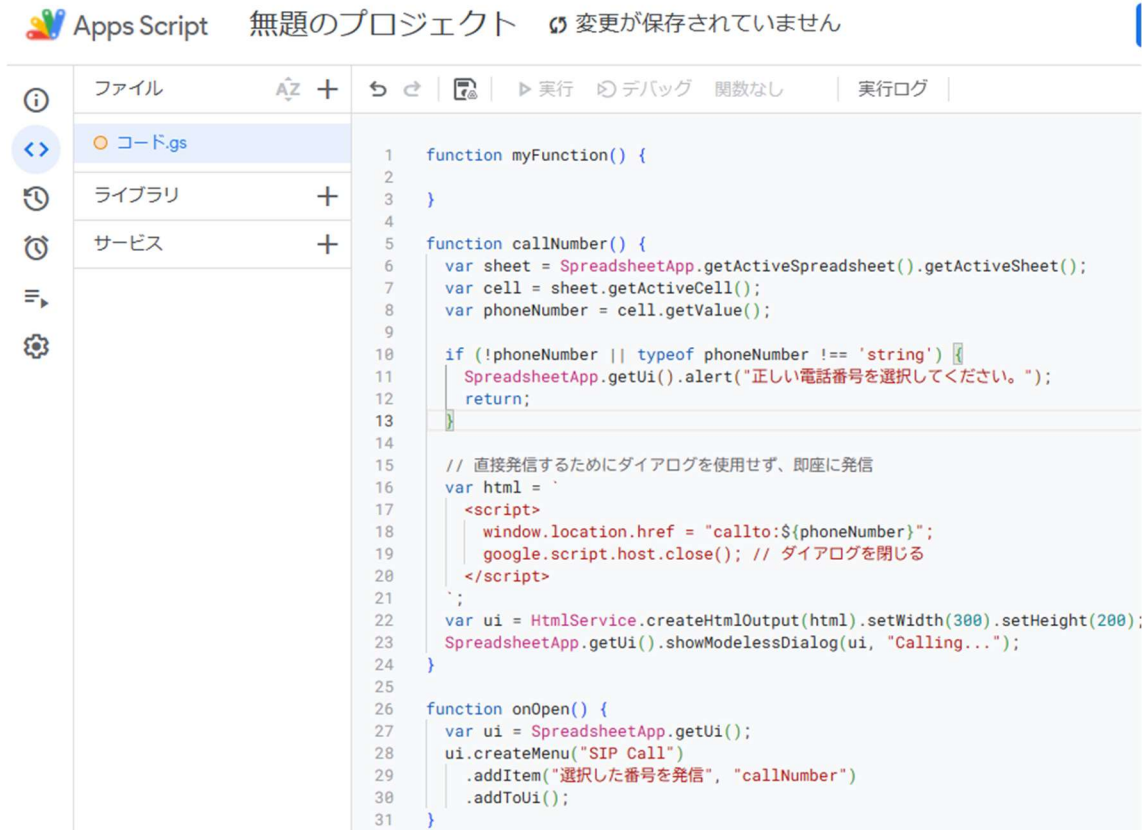 Apps Script 無題のプロジェクト 変更が保存されていません
ファイル AZ
実行 デバッグ 関数なし 実行ログ
コード.gs
ライブラリ
サービス
1 function myFunction() {
2
3 }
4
5 function callNumber() {
6 var sheet = SpreadsheetApp.getActiveSpreadsheet().getActiveSheet();
7 var cell = sheet.getActiveCell();
8 var phoneNumber = cell.getValue();
9
10 if (!phoneNumber || typeof phoneNumber !== 'string') {
11 SpreadsheetApp.getUi().alert("正しい電話番号を選択してください。");
12 return;
13 }
14
15 // 直接発信するためにダイアログを使用せず、即座に発信
16 var html = `
17 <script>
18 window.location.href = "callto:${phoneNumber}";
19 google.script.host.close(); // ダイアログを閉じる
20 </script>
21 `;
22 var ui = HtmlService.createHtmlOutput(html).setWidth(300).setHeight(200);
23 SpreadsheetApp.getUi().showModelessDialog(ui, "Calling...");
24 }
25
26 function onOpen() {
27 var ui = SpreadsheetApp.getUi();
28 ui.createMenu("SIP Call")
29 .addItem("選択した番号を発信", "callNumber")
30 .addToUi();
31 }